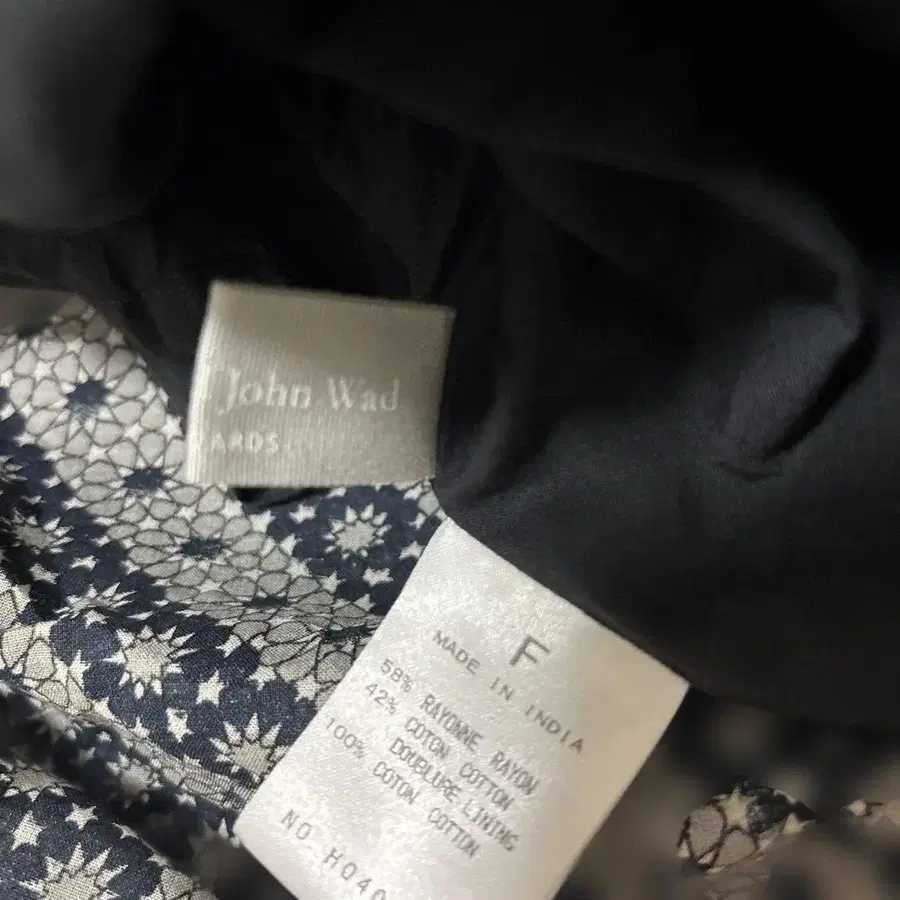 John Wad
ARDS
F
MADE IN INDIA
58% RAYONNE RAYON
42% COTON COTTON
DOUBLURE LINING
100% COTON COTTON
NO H040